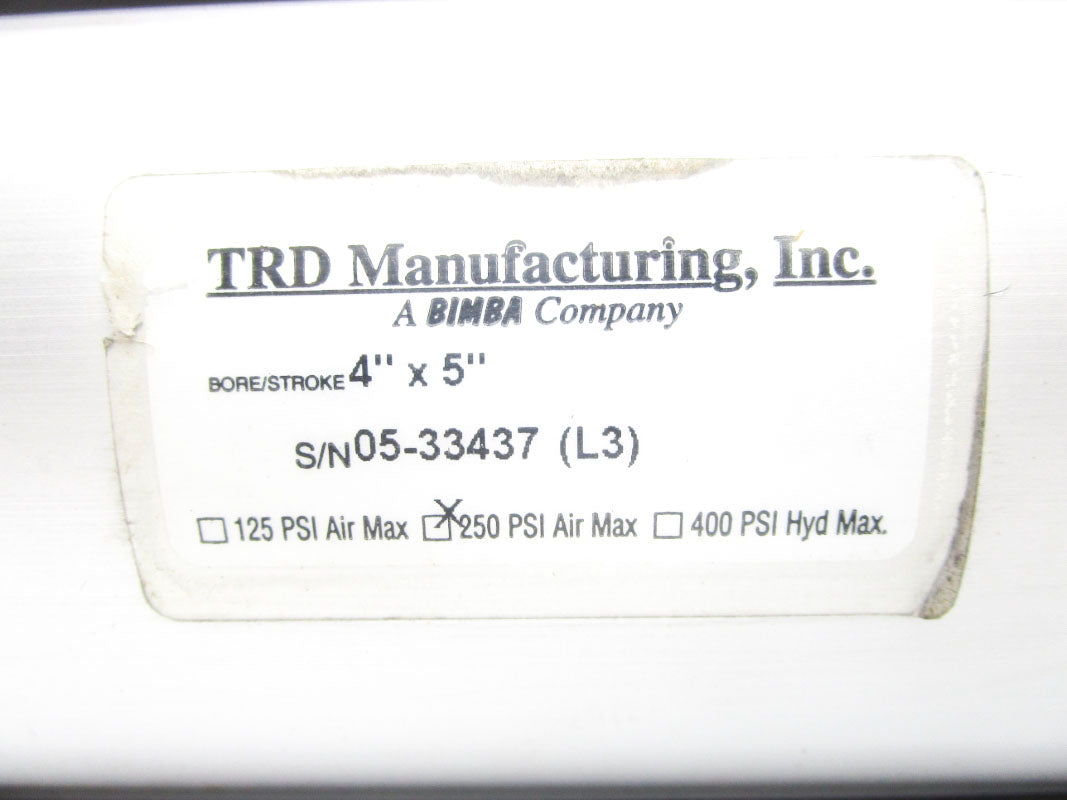 TRD Manufacturing, Inc.
A BIMBA Company
BORE/STROKE 4" x 5"
S/N 05-33437 (L3)
☐ 125 PSI Air Max ☒ 250 PSI Air Max ☐ 400 PSI Hyd Max.